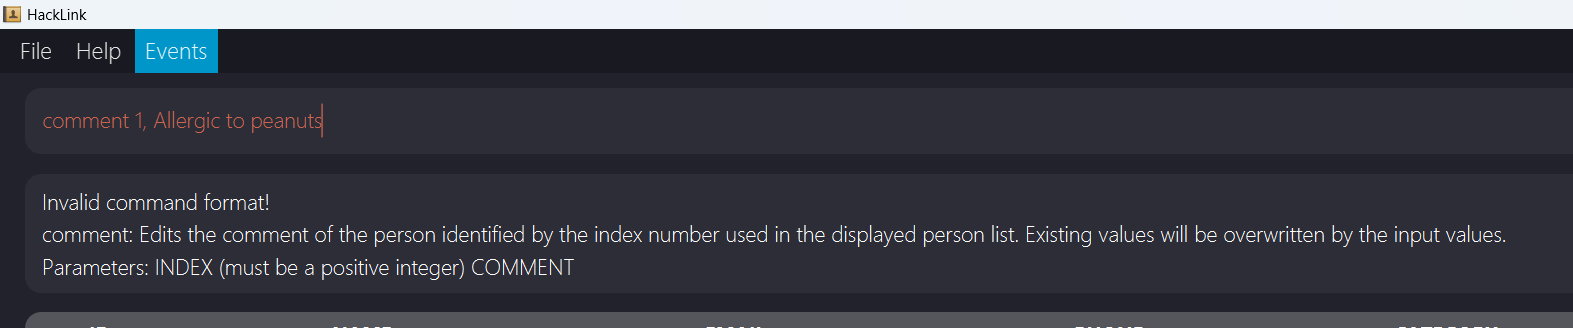 HackLink
File Help Events
comment 1, Allergic to peanuts
Invalid command format!
comment: Edits the comment of the person identified by the index number used in the displayed person list. Existing values will be overwritten by the input values.
Parameters: INDEX (must be a positive integer) COMMENT